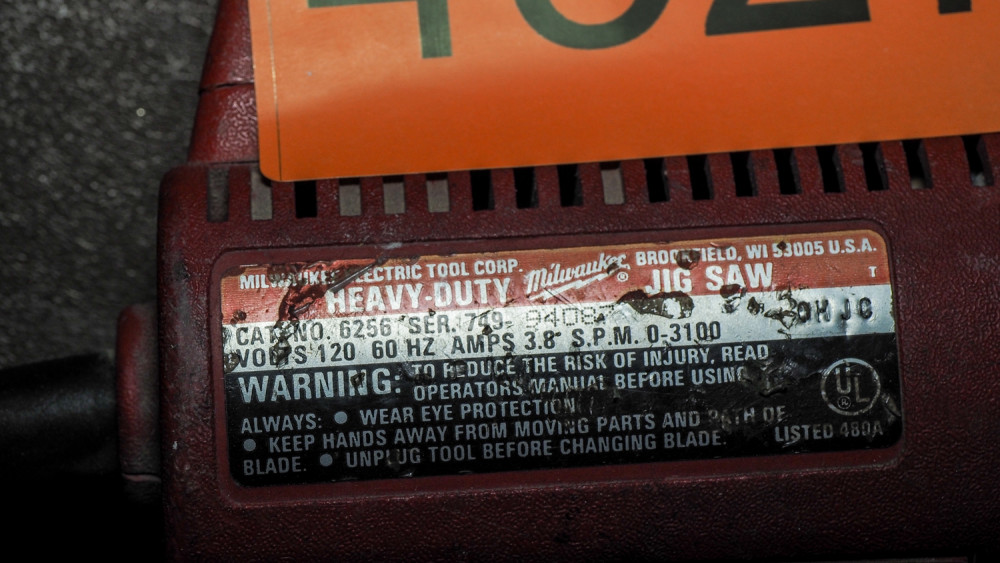 MILWAUKEE ELECTRIC TOOL CORP. Milwaukee ® BROOKFIELD, WI 53005 U.S.A.
HEAVY-DUTY JIG SAW T
CAT. NO. 6256 SER. 749-
VOLTS 120 60 HZ AMPS 3.8 S.P.M. 0-3100
WARNING: TO REDUCE THE RISK OF INJURY, READ
OPERATORS MANUAL BEFORE USING
ALWAYS: ● WEAR EYE PROTECTION
● KEEP HANDS AWAY FROM MOVING PARTS AND PATH OF
BLADE. ● UNPLUG TOOL BEFORE CHANGING BLADE.
UL ®
LISTED 480A